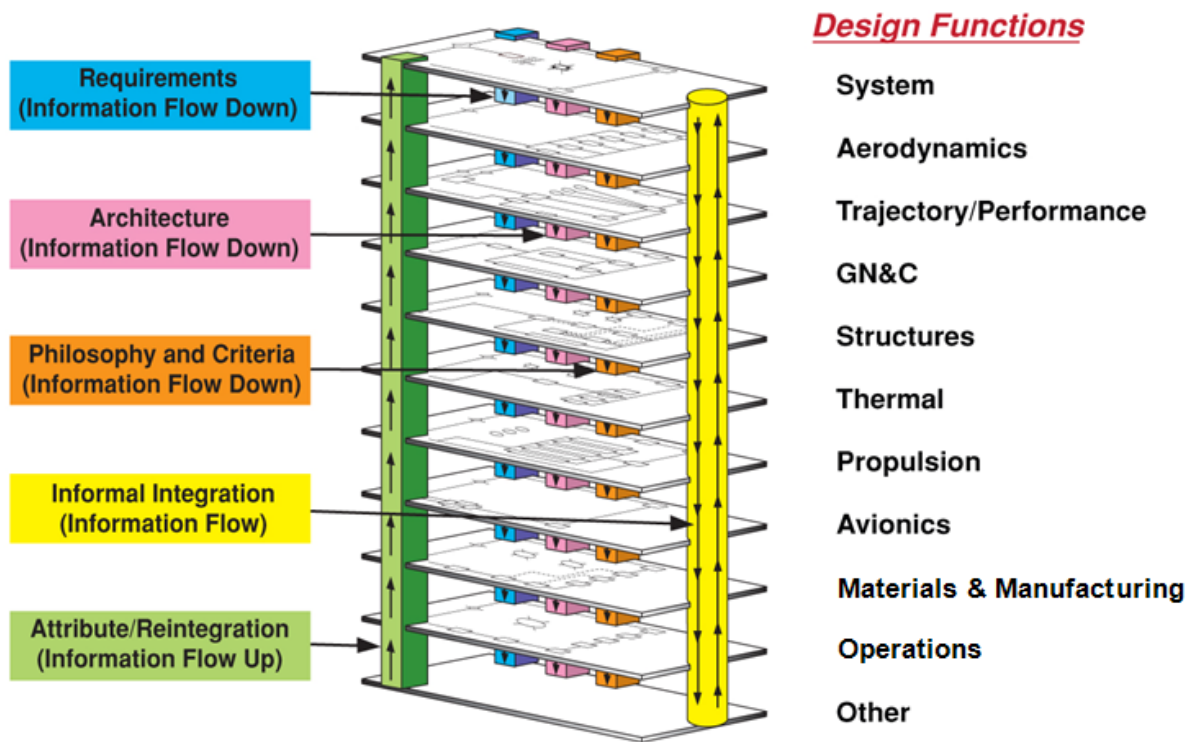 Design Functions
Requirements
(Information Flow Down)
Architecture
(Information Flow Down)
Philosophy and Criteria
(Information Flow Down)
Informal Integration
(Information Flow)
Attribute/Reintegration
(Information Flow Up)
System
Aerodynamics
Trajectory/Performance
GN&C
Structures
Thermal
Propulsion
Avionics
Materials & Manufacturing
Operations
Other